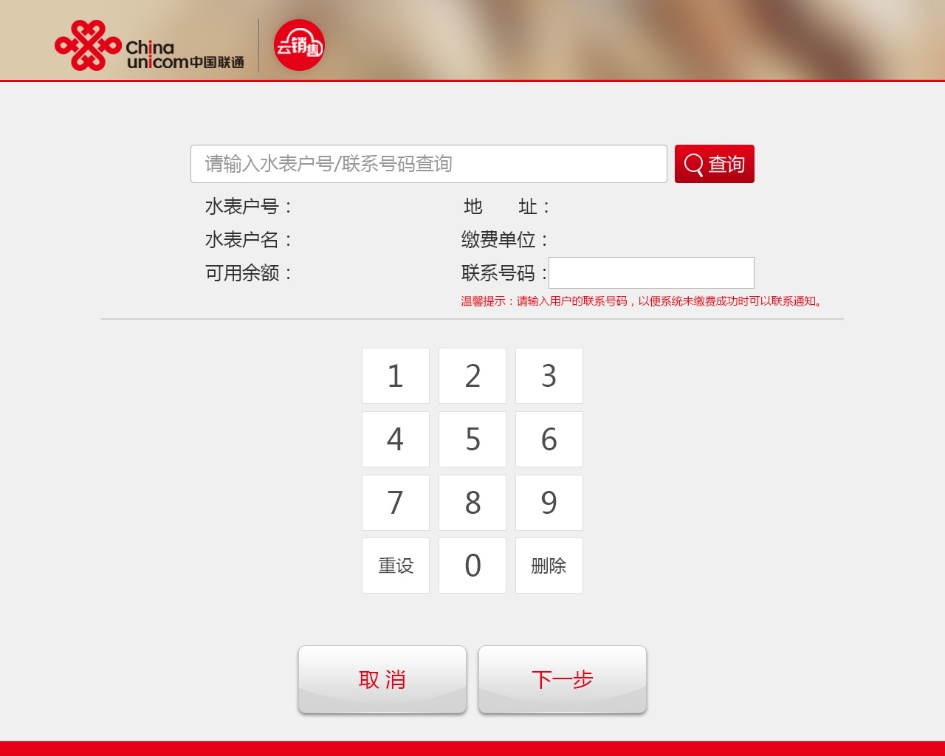 China
unicom中国联通
云销售
请输入水表户号/联系号码查询
查询
水表户号：
地　　址：
水表户名：
缴费单位：
可用余额：
联系号码：
温馨提示：请输入用户的联系号码，以便系统未缴费成功时可以联系通知。
1 2 3
4 5 6
7 8 9
重设 0 删除
取 消
下一步